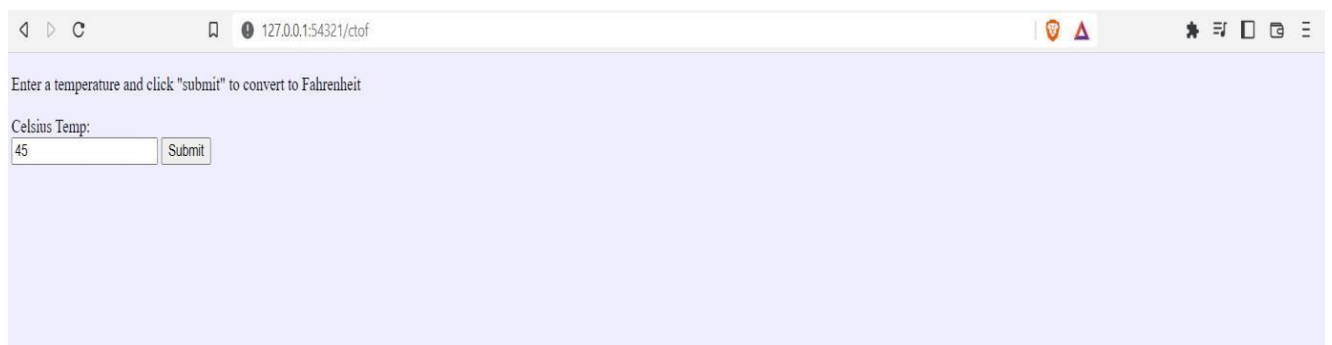 127.0.0.1:54321/ctof
Enter a temperature and click "submit" to convert to Fahrenheit
Celsius Temp:
45 Submit